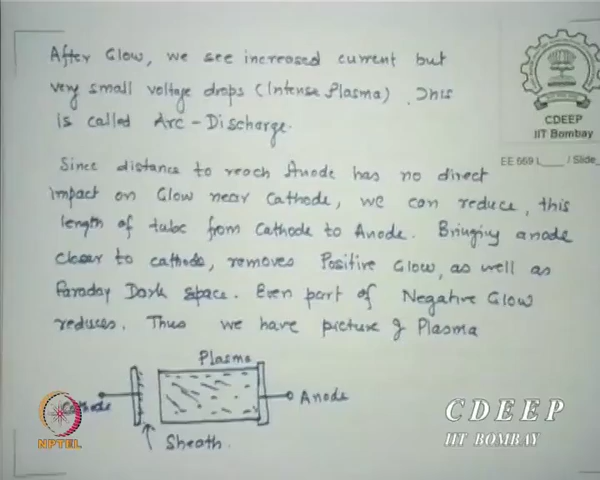 After Glow, we see increased current but
very small voltage drops (Intense Plasma). This
is called Arc-Discharge.
CDEEP
IIT Bombay
EE 669 L___ / Slide_
Since distance to reach Anode has no direct
impact on Glow near Cathode, we can reduce, this
length of tube from Cathode to Anode. Bringing anode
closer to cathode, removes Positive Glow, as well as
Faraday Dark space. Even part of Negative Glow
reduces. Thus we have picture of Plasma
Plasma
Cathode
Anode
Sheath.
NPTEL
CDEEP
IIT BOMBAY